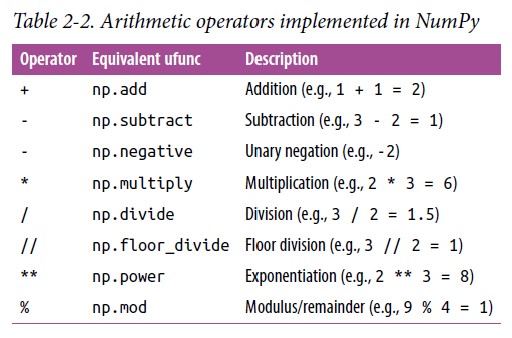 Table 2-2. Arithmetic operators implemented in NumPy
Operator Equivalent ufunc Description
+ np.add Addition (e.g., 1 + 1 = 2)
- np.subtract Subtraction (e.g., 3 - 2 = 1)
- np.negative Unary negation (e.g., -2)
* np.multiply Multiplication (e.g., 2 * 3 = 6)
/ np.divide Division (e.g., 3 / 2 = 1.5)
// np.floor_divide Floor division (e.g., 3 // 2 = 1)
** np.power Exponentiation (e.g., 2 ** 3 = 8)
% np.mod Modulus/remainder (e.g., 9 % 4 = 1)